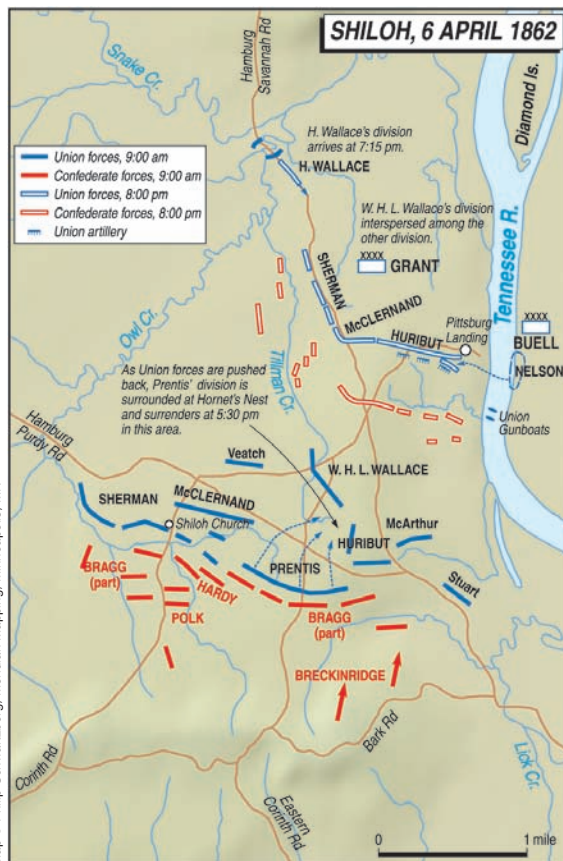 SHILOH, 6 APRIL 1862
Snake Cr.
Hamburg
Savannah Rd
Diamond Is.
H. Wallace's division
arrives at 7:15 pm.
H. WALLACE
Union forces, 9:00 am
Confederate forces, 9:00 am
Union forces, 8:00 pm
Confederate forces, 8:00 pm
Union artillery
W. H. L. Wallace's division
interspersed among the
other division.
XXXX
GRANT
Tennessee R.
SHERMAN
McCLERNAND
HURIBUT
Pittsburg
Landing
XXXX
BUELL
NELSON
Owl Cr.
Tillman Cr.
As Union forces are pushed
back, Prentis' division is
surrounded at Hornet's Nest
and surrenders at 5:30 pm
in this area.
Union
Gunboats
Hamburg
Purdy Rd
Veatch
W. H. L. WALLACE
SHERMAN
McCLERNAND
Shiloh Church
McArthur
HURIBUT
PRENTIS
Stuart
BRAGG
(part)
HARDY
POLK
BRAGG
(part)
BRECKINRIDGE
Bark Rd
Corinth Rd
Eastern
Corinth Rd
Lick Cr.
0
1 mile